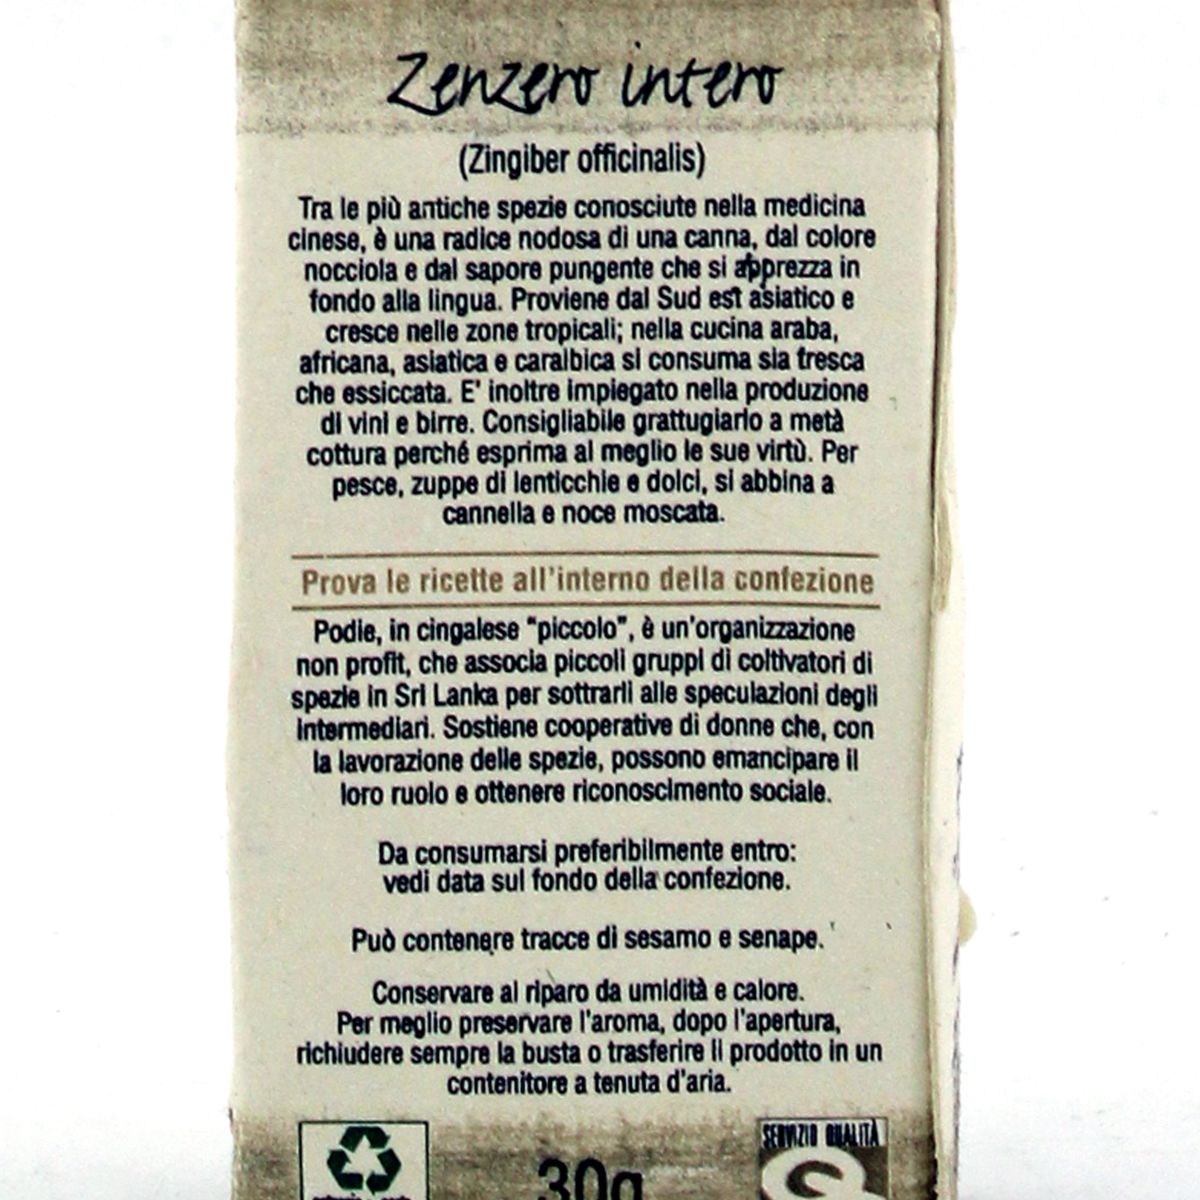 Zenzero intero
(Zingiber officinalis)
Tra le più antiche spezie conosciute nella medicina
cinese, è una radice nodosa di una canna, dal colore
nocciola e dal sapore pungente che si apprezza in
fondo alla lingua. Proviene dal Sud est asiatico e
cresce nelle zone tropicali; nella cucina araba,
africana, asiatica e caraibica si consuma sia fresca
che essiccata. E' inoltre impiegato nella produzione
di vini e birre. Consigliabile grattugiarlo a metà
cottura perché esprima al meglio le sue virtù. Per
pesce, zuppe di lenticchie e dolci, si abbina a
cannella e noce moscata.
Prova le ricette all'interno della confezione
Podie, in cingalese "piccolo", è un'organizzazione
non profit, che associa piccoli gruppi di coltivatori di
spezie in Sri Lanka per sottrarli alle speculazioni degli
intermediari. Sostiene cooperative di donne che, con
la lavorazione delle spezie, possono emancipare il
loro ruolo e ottenere riconoscimento sociale.
Da consumarsi preferibilmente entro:
vedi data sul fondo della confezione.
Può contenere tracce di sesamo e senape.
Conservare al riparo da umidità e calore.
Per meglio preservare l'aroma, dopo l'apertura,
richiudere sempre la busta o trasferire il prodotto in un
contenitore a tenuta d'aria.
SERVIZIO QUALITÀ
30g